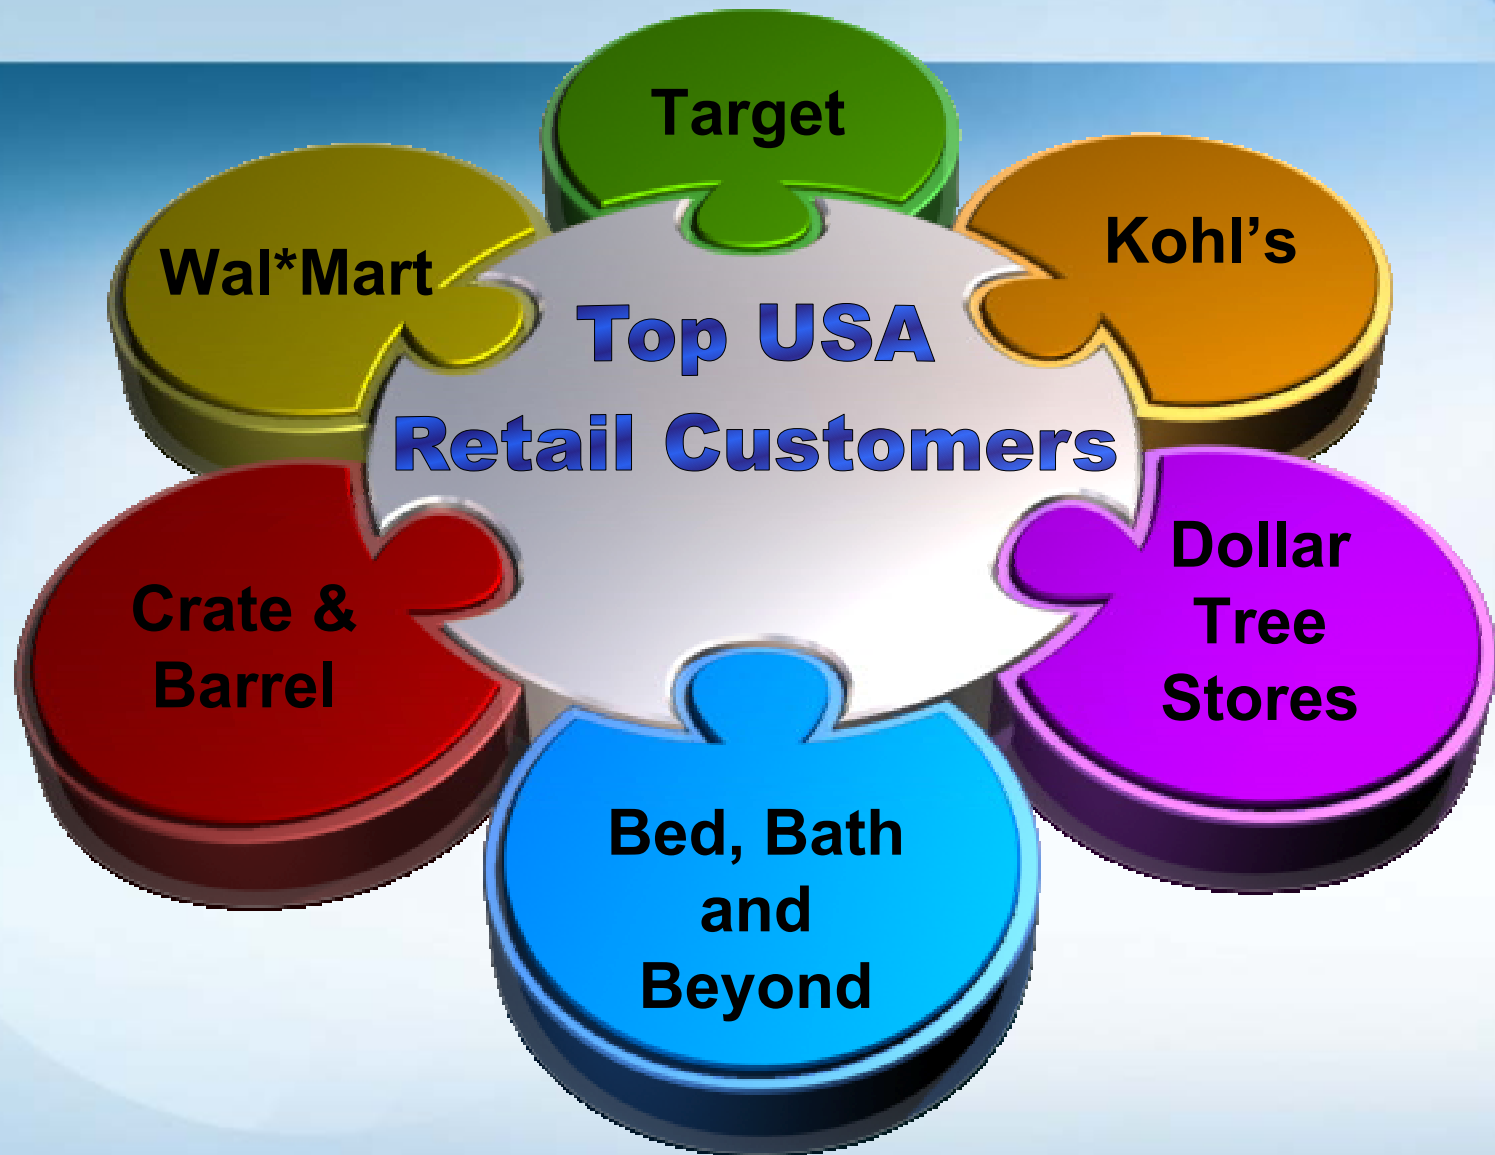 Target
Wal*Mart
Kohl’s
Top USA
Retail Customers
Crate &
Barrel
Dollar
Tree
Stores
Bed, Bath
and
Beyond